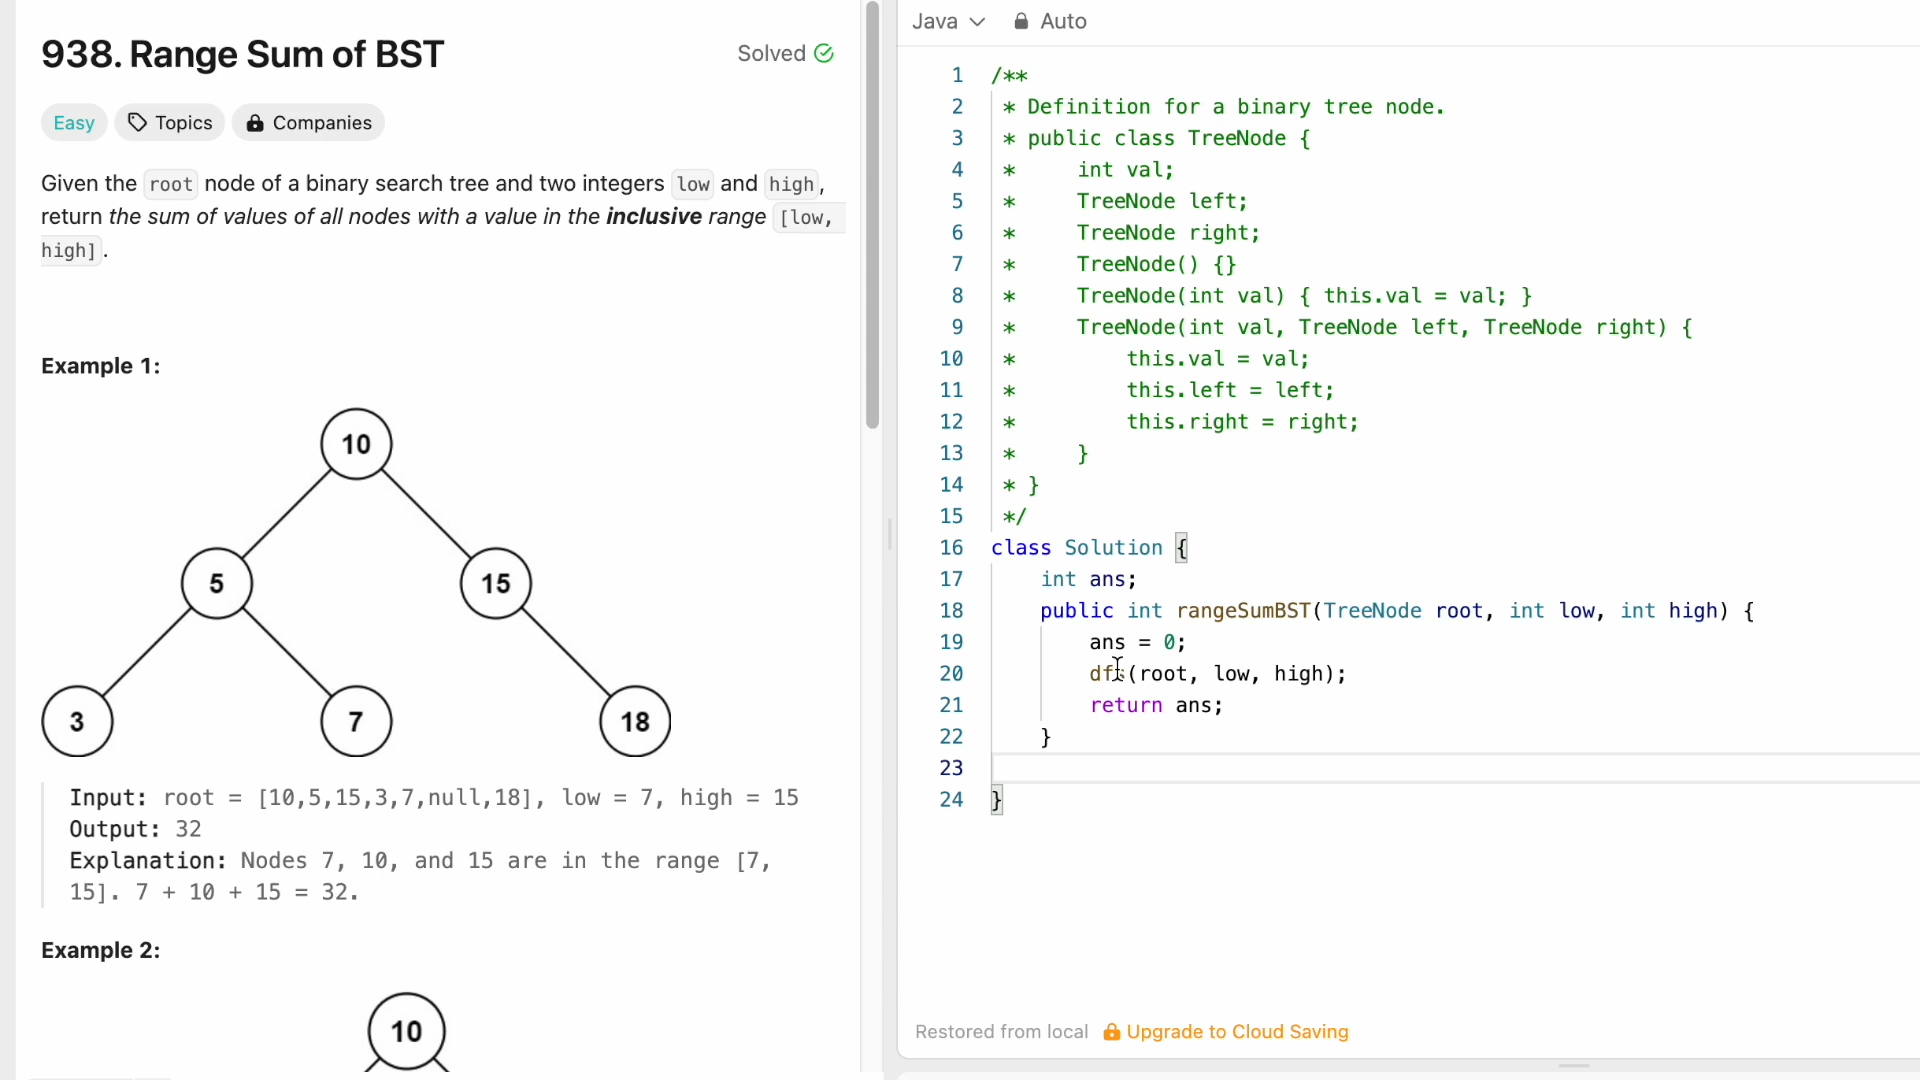 938. Range Sum of BST
Solved
Easy
Topics
Companies
Given the root node of a binary search tree and two integers low and high,
return the sum of values of all nodes with a value in the inclusive range [low,
high].
Example 1:
10
5
15
3
7
18
Input: root = [10,5,15,3,7,null,18], low = 7, high = 15
Output: 32
Explanation: Nodes 7, 10, and 15 are in the range [7,
15]. 7 + 10 + 15 = 32.
Example 2:
10
Java
Auto
1 /**
2 * Definition for a binary tree node.
3 * public class TreeNode {
4 *     int val;
5 *     TreeNode left;
6 *     TreeNode right;
7 *     TreeNode() {}
8 *     TreeNode(int val) { this.val = val; }
9 *     TreeNode(int val, TreeNode left, TreeNode right) {
10 *         this.val = val;
11 *         this.left = left;
12 *         this.right = right;
13 *     }
14 * }
15 */
16 class Solution {
17     int ans;
18     public int rangeSumBST(TreeNode root, int low, int high) {
19         ans = 0;
20         dfs(root, low, high);
21         return ans;
22     }
23
24 }
Restored from local
Upgrade to Cloud Saving